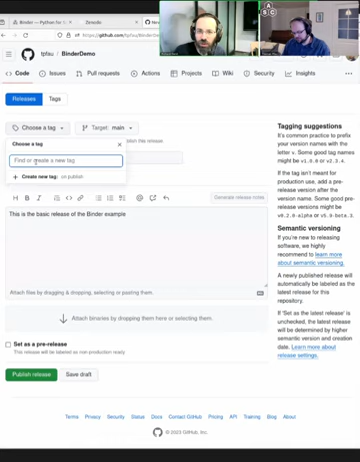 Binder — Python for S
Zenodo
New
https://github.com/tpfau/BinderDemo
tpfau / BinderDemo
Code
Issues
Pull requests
Actions
Projects
Wiki
Security
Releases
Tags
Choose a tag
Target: main
Choose a tag
Find or create a new tag
Create new tag: on publish
publish this release.
H B I
Generate release notes
This is the basic release of the Binder example
Attach files by dragging & dropping, selecting or pasting them.
Attach binaries by dropping them here or selecting them.
Set as a pre-release
This release will be labeled as non-production ready
Publish release
Save draft
Tagging suggestions
It's common practice to prefix
your version names with the
letter v. Some good tag names
might be v1.0.0 or v2.3.4.
If the tag isn't meant for
production use, add a pre-
release version after the
version name. Some good pre-
release versions might be
v0.2.0-alpha or v5.9-beta.3.
Semantic versioning
If you're new to releasing
software, we highly
recommend to learn more
about semantic versioning.
A newly published release will
automatically be labeled as the
latest release for this
repository.
If 'Set as the latest release' is
unchecked, the latest release
will be determined by higher
semantic version and creation
date. Learn more about
release settings.
Terms Privacy Security Status Docs Contact GitHub Pricing API Training Blog About
© 2023 GitHub, Inc.